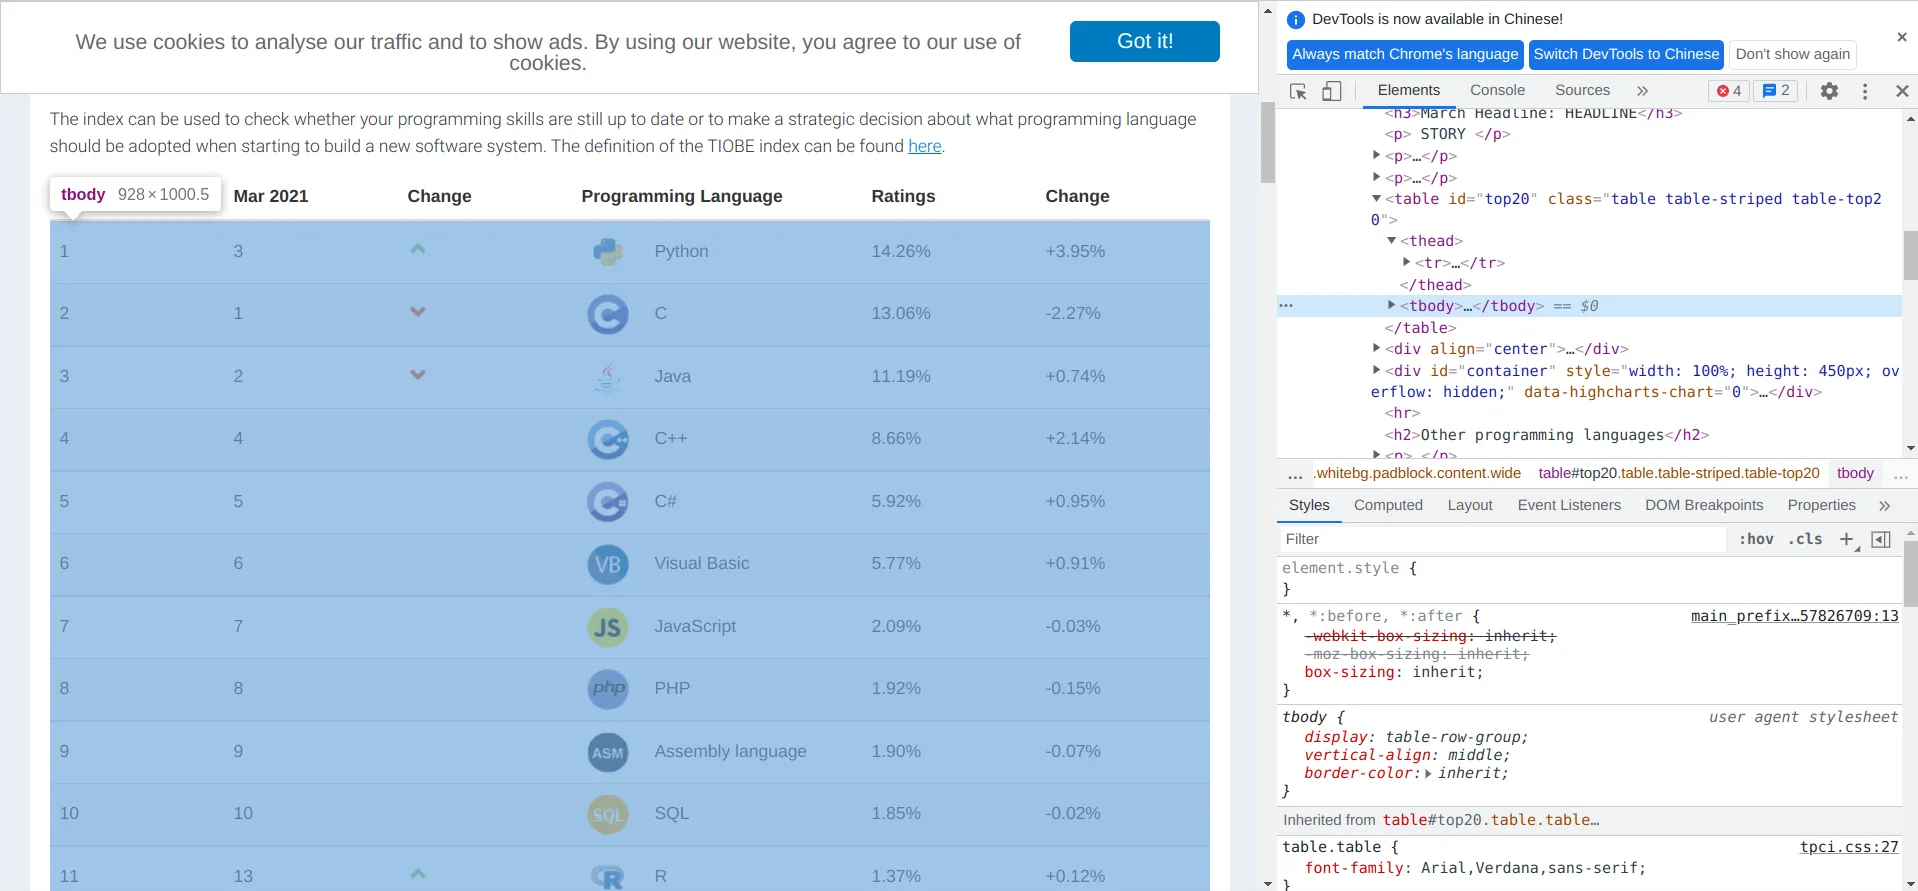 We use cookies to analyse our traffic and to show ads. By using our website, you agree to our use of
cookies.
Got it!
The index can be used to check whether your programming skills are still up to date or to make a strategic decision about what programming language
should be adopted when starting to build a new software system. The definition of the TIOBE index can be found here.
tbody 928 × 1000.5
Mar 2021 Change Programming Language Ratings Change
1 3 Python 14.26% +3.95%
2 1 C 13.06% -2.27%
3 2 Java 11.19% +0.74%
4 4 C++ 8.66% +2.14%
5 5 C# 5.92% +0.95%
6 6 VB Visual Basic 5.77% +0.91%
7 7 JS JavaScript 2.09% -0.03%
8 8 php PHP 1.92% -0.15%
9 9 ASM Assembly language 1.90% -0.07%
10 10 SQL SQL 1.85% -0.02%
11 13 R R 1.37% +0.12%
DevTools is now available in Chinese!
Always match Chrome's language Switch DevTools to Chinese Don't show again
Elements Console Sources » 4 2
<h3>March Headline: HEADLINE</h3>
<p> STORY </p>
<p>…</p>
<p>…</p>
<table id="top20" class="table table-striped table-top2
0">
<thead>
<tr>…</tr>
</thead>
<tbody>…</tbody> == $0
</table>
<div align="center">…</div>
<div id="container" style="width: 100%; height: 450px; ov
erflow: hidden;" data-highcharts-chart="0">…</div>
<hr>
<h2>Other programming languages</h2>
<p> </p>
… .whitebg.padblock.content.wide table#top20.table.table-striped.table-top20 tbody …
Styles Computed Layout Event Listeners DOM Breakpoints Properties »
Filter :hov .cls +
element.style {
}
*, *:before, *:after { main_prefix…57826709:13
-webkit-box-sizing: inherit;
-moz-box-sizing: inherit;
box-sizing: inherit;
}
tbody { user agent stylesheet
display: table-row-group;
vertical-align: middle;
border-color: inherit;
}
Inherited from table#top20.table.table…
table.table { tpci.css:27
font-family: Arial,Verdana,sans-serif;
}